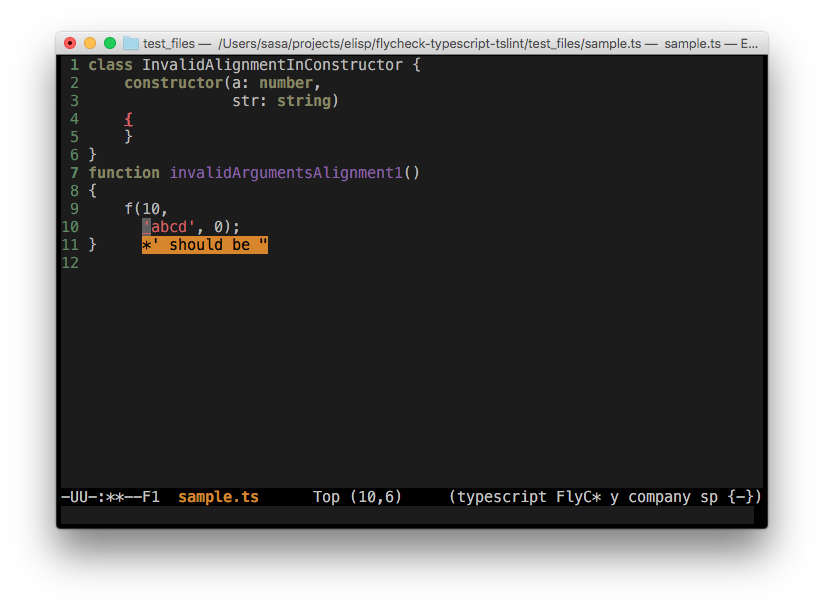 test_files — /Users/sasa/projects/elisp/flycheck-typescript-tslint/test_files/sample.ts — sample.ts — E...
1 class InvalidAlignmentInConstructor {
2     constructor(a: number,
3                 str: string)
4     {
5     }
6 }
7 function invalidArgumentsAlignment1()
8 {
9     f(10,
10       'abcd', 0);
11 }     *' should be "
12
-UU-:**--F1  sample.ts      Top (10,6)     (typescript FlyC* y company sp {-})